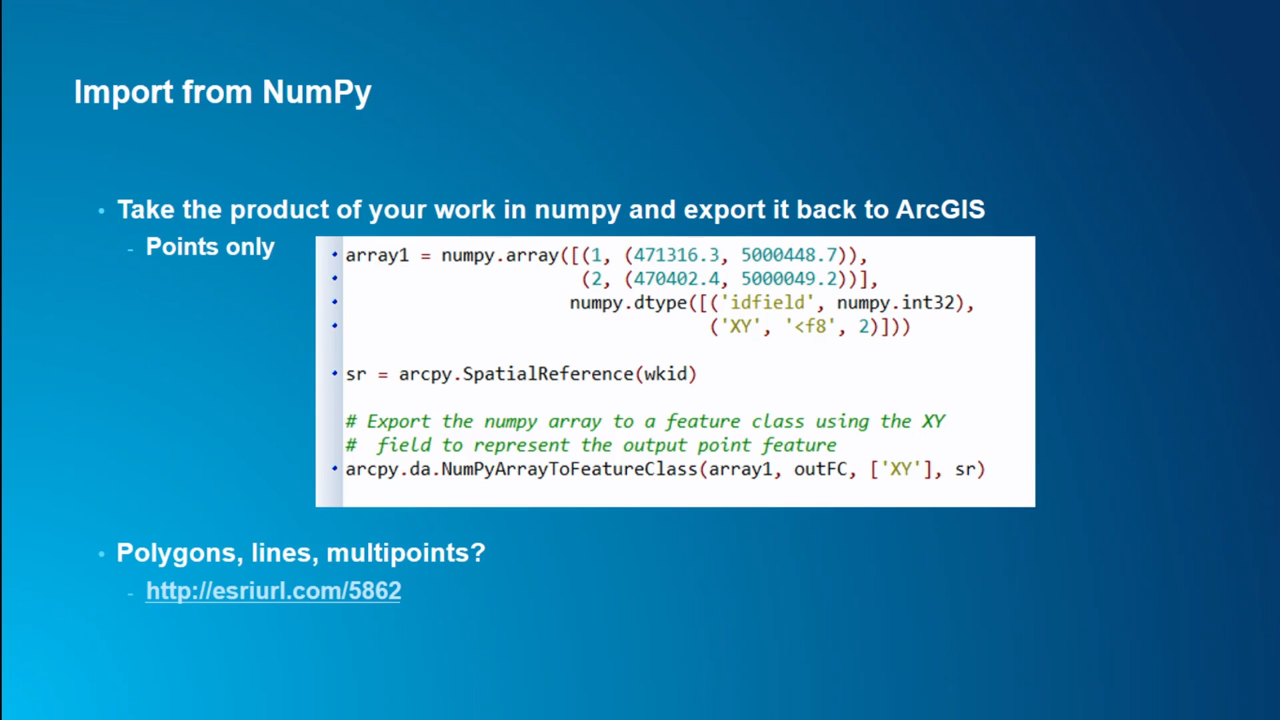 Import from NumPy
Take the product of your work in numpy and export it back to ArcGIS
- Points only
array1 = numpy.array([(1, (471316.3, 5000448.7)),
(2, (470402.4, 5000049.2))],
numpy.dtype([('idfield', numpy.int32),
('XY', '<f8', 2)]))
sr = arcpy.SpatialReference(wkid)
# Export the numpy array to a feature class using the XY
#  field to represent the output point feature
arcpy.da.NumPyArrayToFeatureClass(array1, outFC, ['XY'], sr)
Polygons, lines, multipoints?
- http://esriurl.com/5862